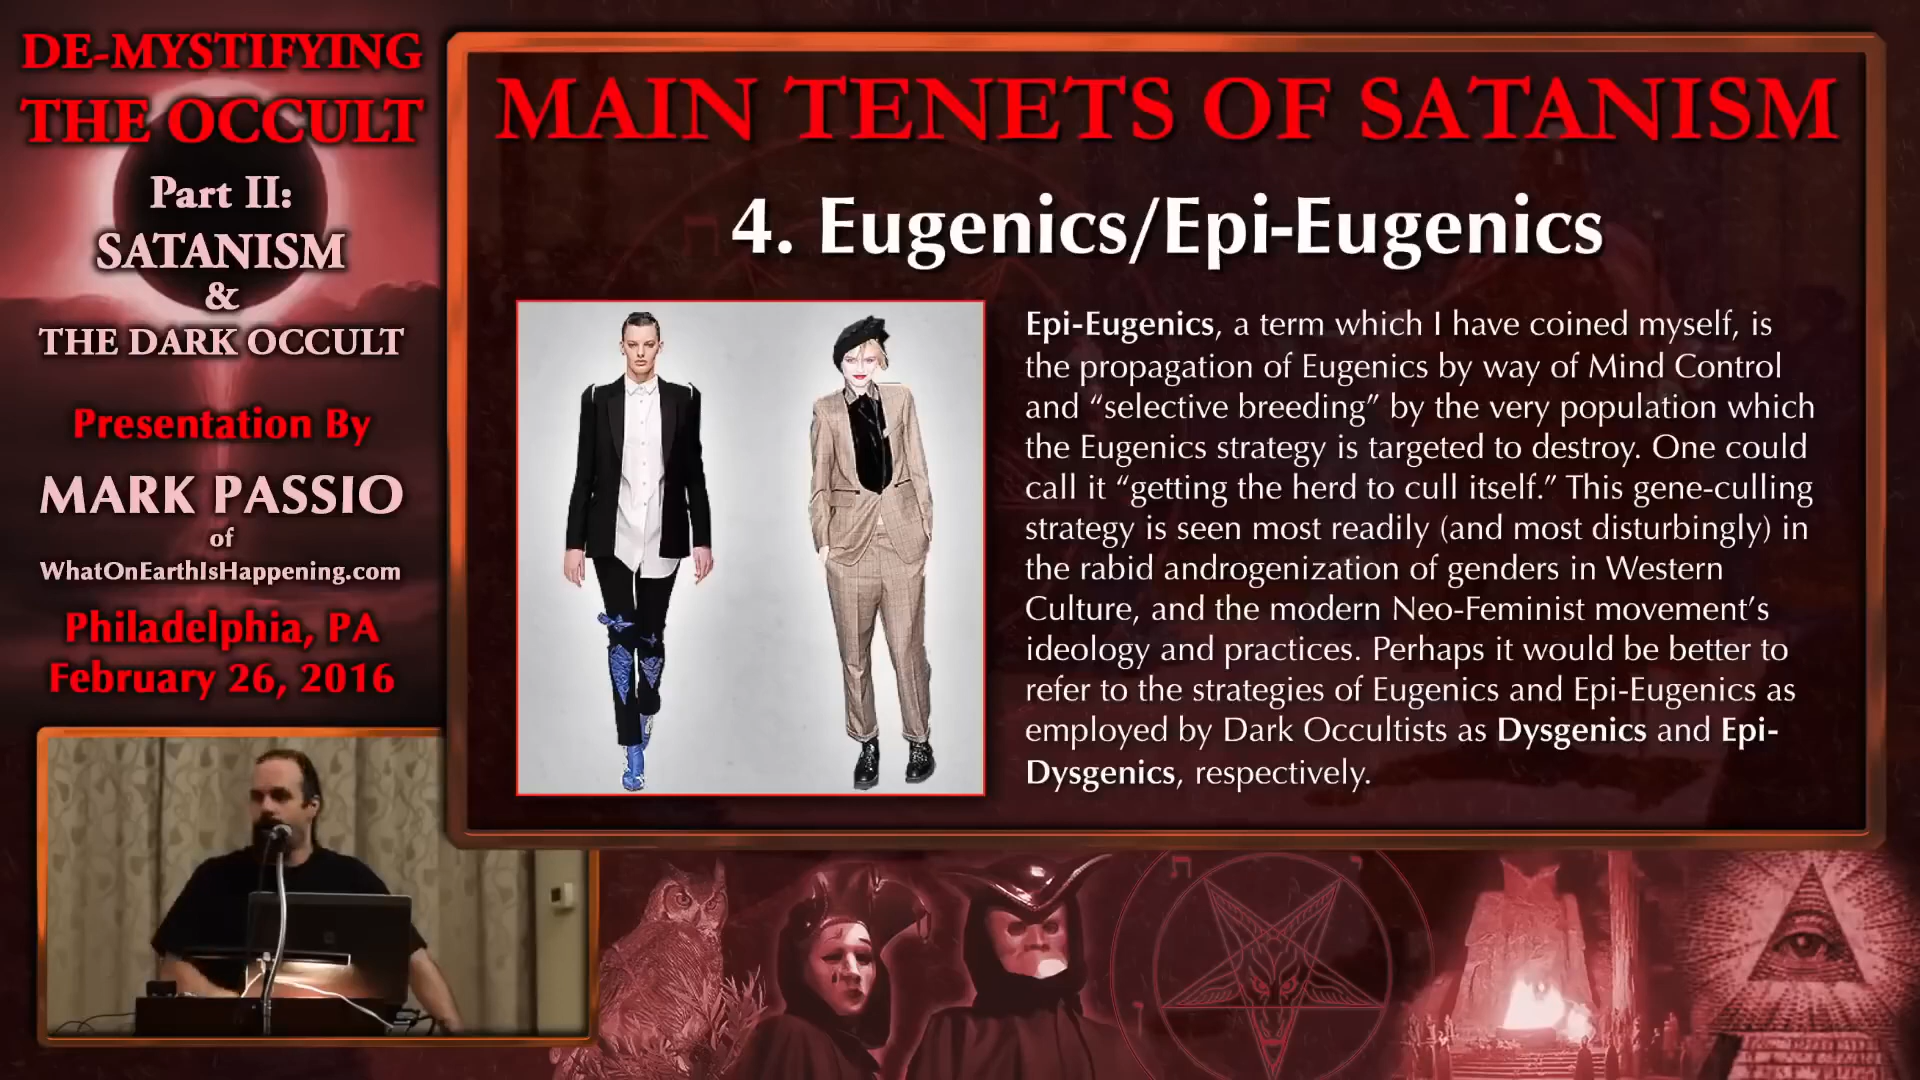 DE-MYSTIFYING
THE OCCULT
Part II:
SATANISM
&
THE DARK OCCULT
Presentation By
MARK PASSIO
of
WhatOnEarthIsHappening.com
Philadelphia, PA
February 26, 2016
MAIN TENETS OF SATANISM
4. Eugenics/Epi-Eugenics
Epi-Eugenics, a term which I have coined myself, is
the propagation of Eugenics by way of Mind Control
and “selective breeding” by the very population which
the Eugenics strategy is targeted to destroy. One could
call it “getting the herd to cull itself.” This gene-culling
strategy is seen most readily (and most disturbingly) in
the rabid androgenization of genders in Western
Culture, and the modern Neo-Feminist movement’s
ideology and practices. Perhaps it would be better to
refer to the strategies of Eugenics and Epi-Eugenics as
employed by Dark Occultists as Dysgenics and Epi-
Dysgenics, respectively.